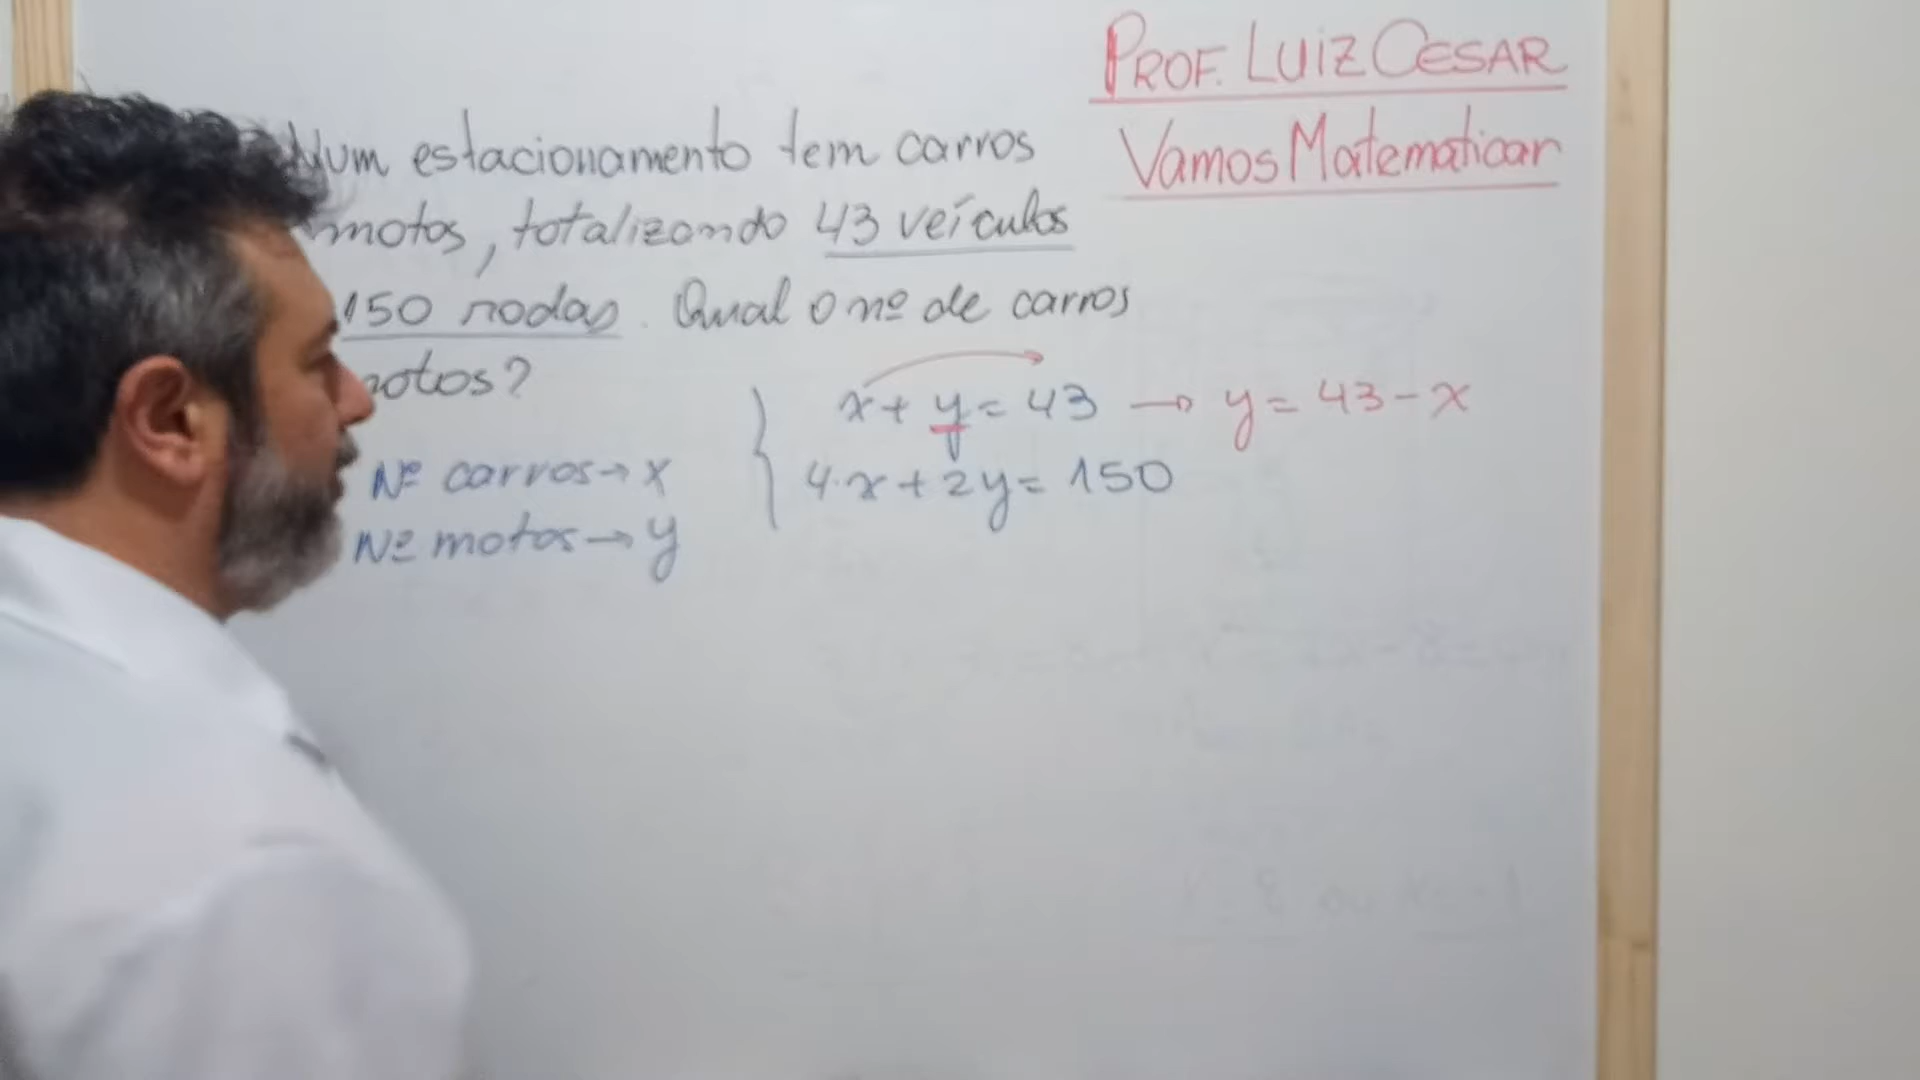 PROF. LUIZ CESAR
Vamos Matematicar
Num estacionamento tem carros
motos, totalizando 43 veículos
150 rodas. Qual o nº de carros
motos?
x + y = 43 → y = 43 - x
4·x + 2y = 150
Nº carros → x
Nº motos → y